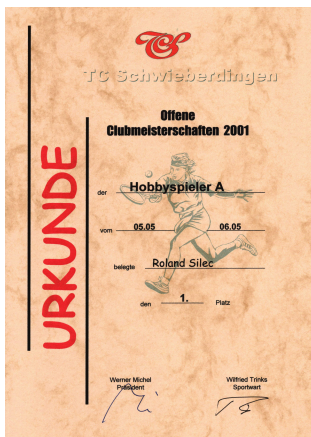 TCS
TC Schwieberdingen
Offene
Clubmeisterschaften 2001
URKUNDE
der Hobbyspieler A
vom 05.05 06.05
belegte Roland Silec
den 1. Platz
Werner Michel Wilfried Trinks
Präsident Sportwart